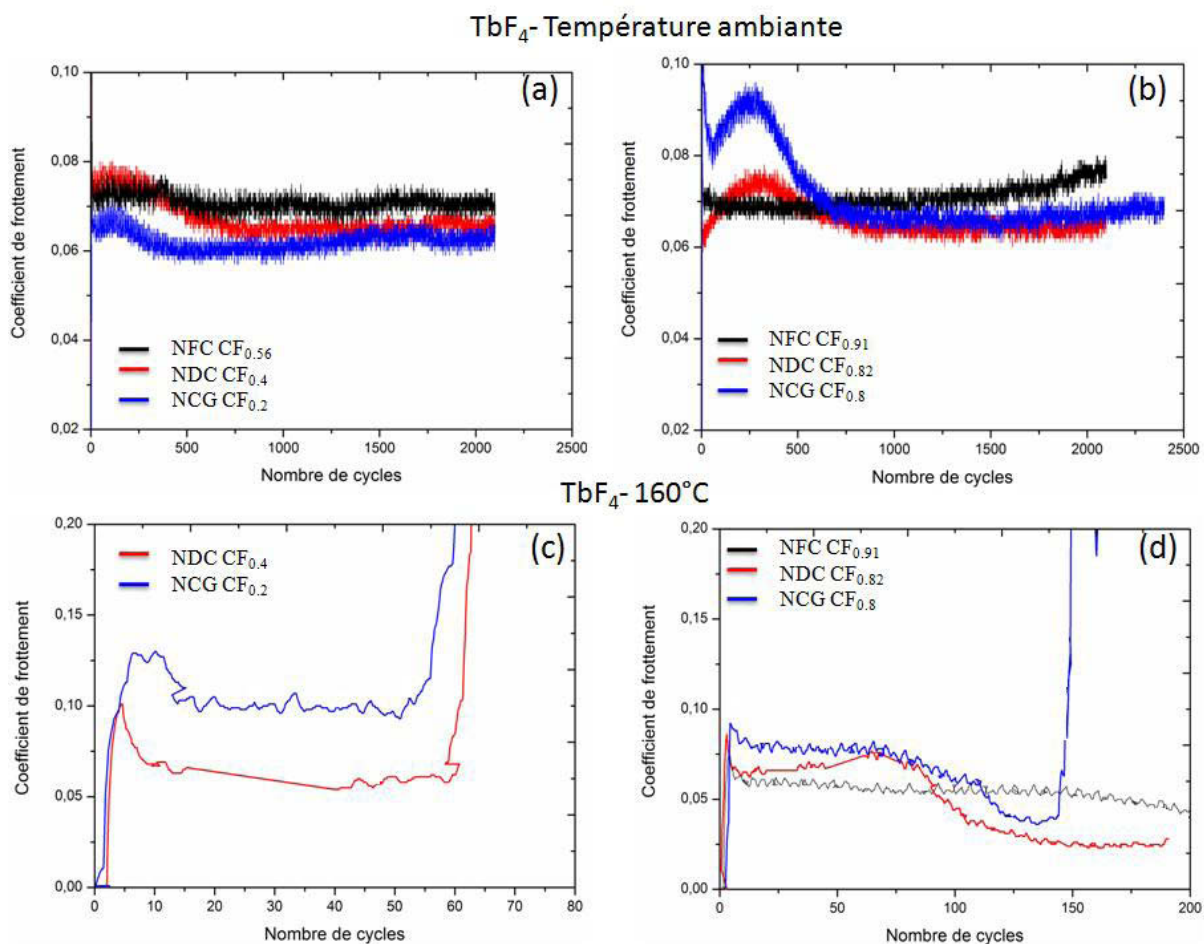 TbF₄- Température ambiante
(a)
0,10
0,08
0,06
0,04
0,02
Coefficient de frottement
NFC CF₀.₅₆
NDC CF₀.₄
NCG CF₀.₂
0 500 1000 1500 2000 2500
Nombre de cycles
(b)
0,10
0,08
0,06
0,04
0,02
Coefficient de frottement
NFC CF₀.₉₁
NDC CF₀.₈₂
NCG CF₀.₈
0 500 1000 1500 2000 2500
Nombre de cycles
TbF₄- 160°C
(c)
0,20
0,15
0,10
0,05
0,00
Coefficient de frottement
NDC CF₀.₄
NCG CF₀.₂
0 10 20 30 40 50 60 70 80
Nombre de cycles
(d)
0,20
0,15
0,10
0,05
0,00
Coefficient de frottement
NFC CF₀.₉₁
NDC CF₀.₈₂
NCG CF₀.₈
0 50 100 150 200
Nombre de cycles